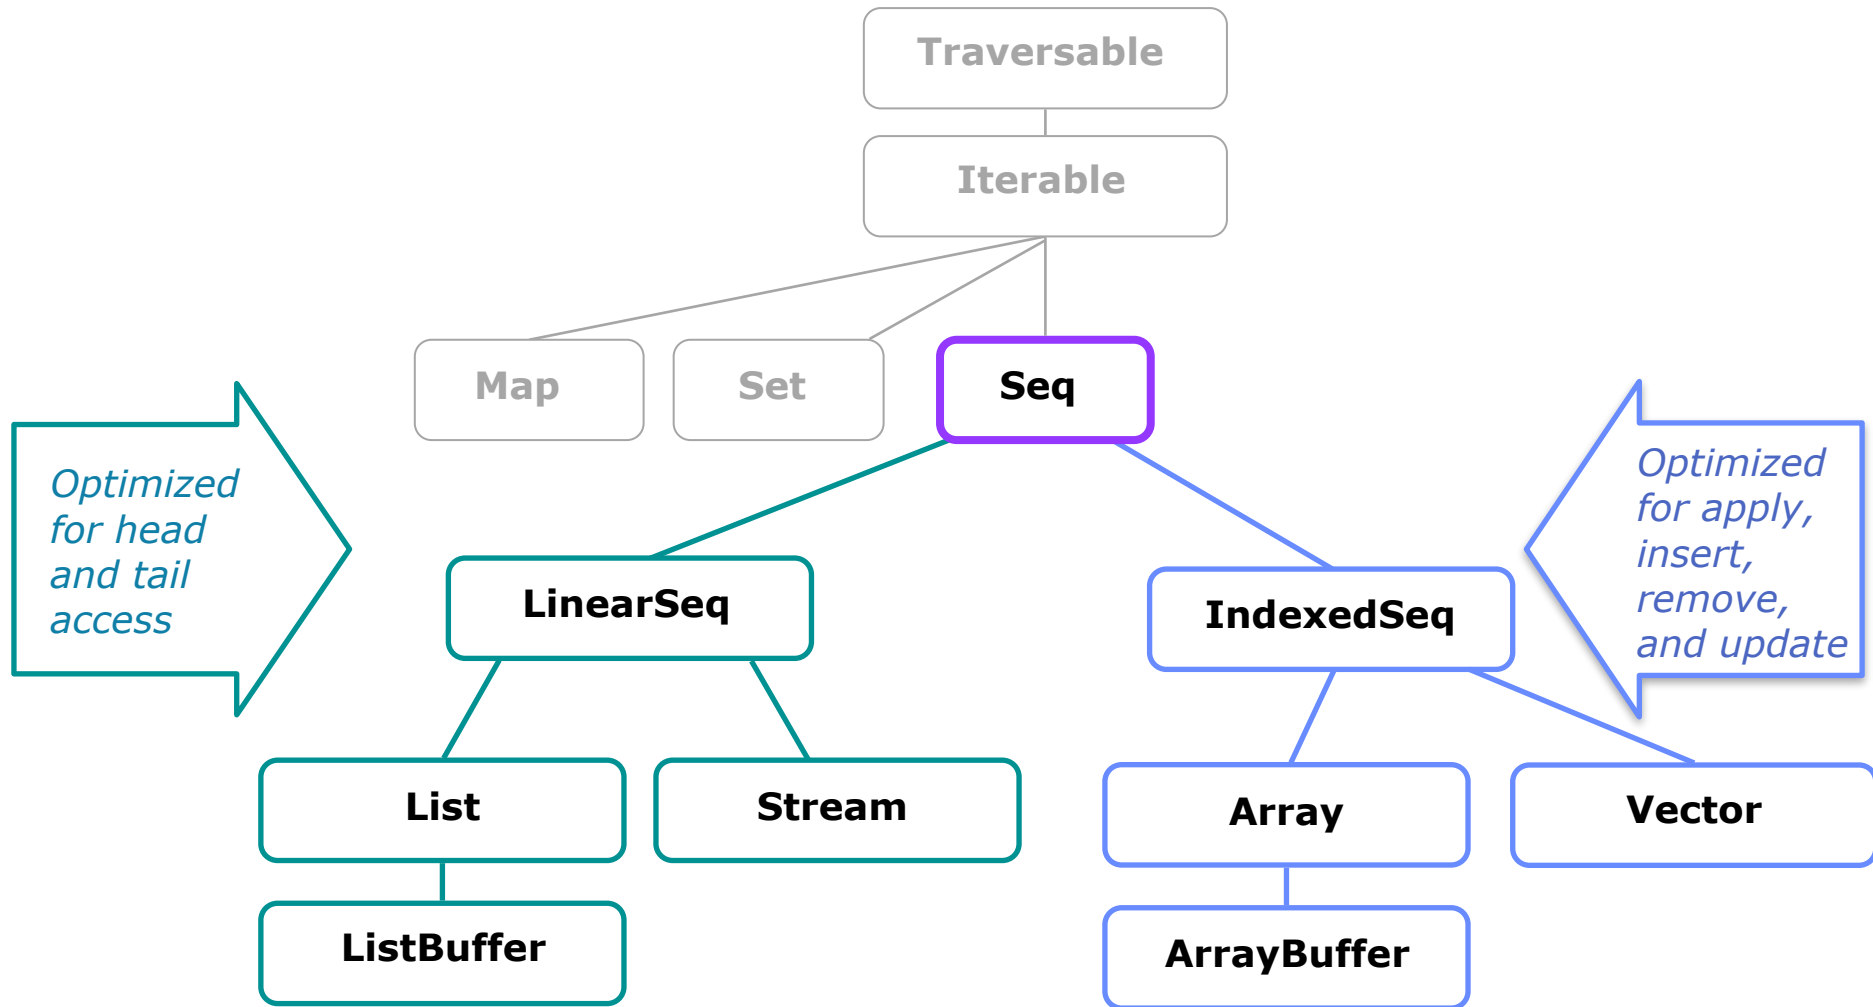 Traversable
Iterable
Map
Set
Seq
Optimized
for head
and tail
access
Optimized
for apply,
insert,
remove,
and update
LinearSeq
IndexedSeq
List
Stream
Array
Vector
ListBuffer
ArrayBuffer